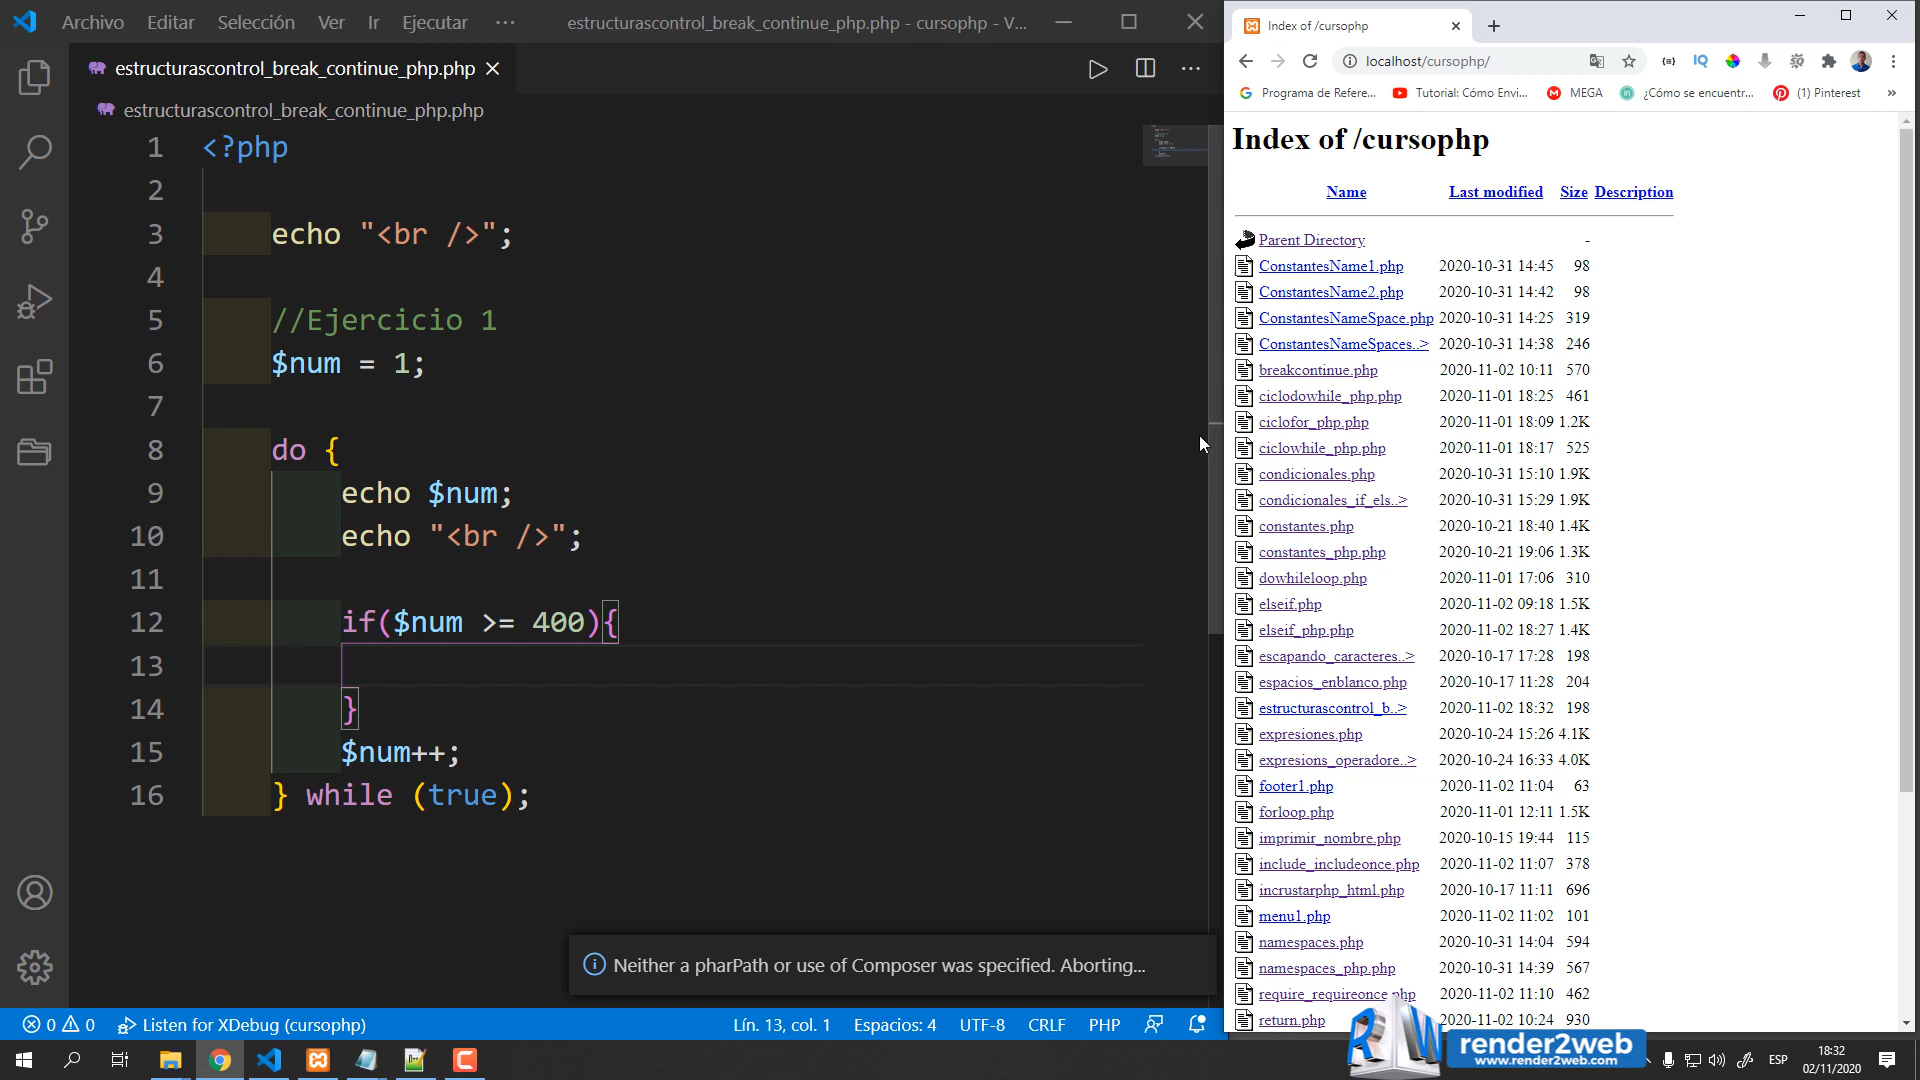 Archivo Editar Selección Ver Ir Ejecutar ··· estructurascontrol_break_continue_php.php - cursophp - V...
estructurascontrol_break_continue_php.php
estructurascontrol_break_continue_php.php
1 <?php
2
3 echo "<br />";
4
5 //Ejercicio 1
6 $num = 1;
7
8 do {
9 echo $num;
10 echo "<br />";
11
12 if($num >= 400){
13
14 }
15 $num++;
16 } while (true);
Neither a pharPath or use of Composer was specified. Aborting...
0 0 Listen for XDebug (cursophp) Lín. 13, col. 1 Espacios: 4 UTF-8 CRLF PHP
Index of /cursophp
localhost/cursophp/
Programa de Refere... Tutorial: Cómo Envi... MEGA ¿Cómo se encuentr... (1) Pinterest »
Index of /cursophp
Name Last modified Size Description
Parent Directory -
ConstantesName1.php 2020-10-31 14:45 98
ConstantesName2.php 2020-10-31 14:42 98
ConstantesNameSpace.php 2020-10-31 14:25 319
ConstantesNameSpaces..> 2020-10-31 14:38 246
breakcontinue.php 2020-11-02 10:11 570
ciclodowhile_php.php 2020-11-01 18:25 461
ciclofor_php.php 2020-11-01 18:09 1.2K
ciclowhile_php.php 2020-11-01 18:17 525
condicionales.php 2020-10-31 15:10 1.9K
condicionales_if_els..> 2020-10-31 15:29 1.9K
constantes.php 2020-10-21 18:40 1.4K
constantes_php.php 2020-10-21 19:06 1.3K
dowhileloop.php 2020-11-01 17:06 310
elseif.php 2020-11-02 09:18 1.5K
elseif_php.php 2020-11-02 18:27 1.4K
escapando_caracteres..> 2020-10-17 17:28 198
espacios_enblanco.php 2020-10-17 11:28 204
estructurascontrol_b..> 2020-11-02 18:32 198
expresiones.php 2020-10-24 15:26 4.1K
expresions_operadore..> 2020-10-24 16:33 4.0K
footer1.php 2020-11-02 11:04 63
forloop.php 2020-11-01 12:11 1.5K
imprimir_nombre.php 2020-10-15 19:44 115
include_includeonce.php 2020-11-02 11:07 378
incrustarphp_html.php 2020-10-17 11:11 696
menu1.php 2020-11-02 11:02 101
namespaces.php 2020-10-31 14:04 594
namespaces_php.php 2020-10-31 14:39 567
require_requireonce.php 2020-11-02 11:10 462
return.php 2020-11-02 10:24 930
R2W render2web
www.render2web.com
ESP 18:32
02/11/2020